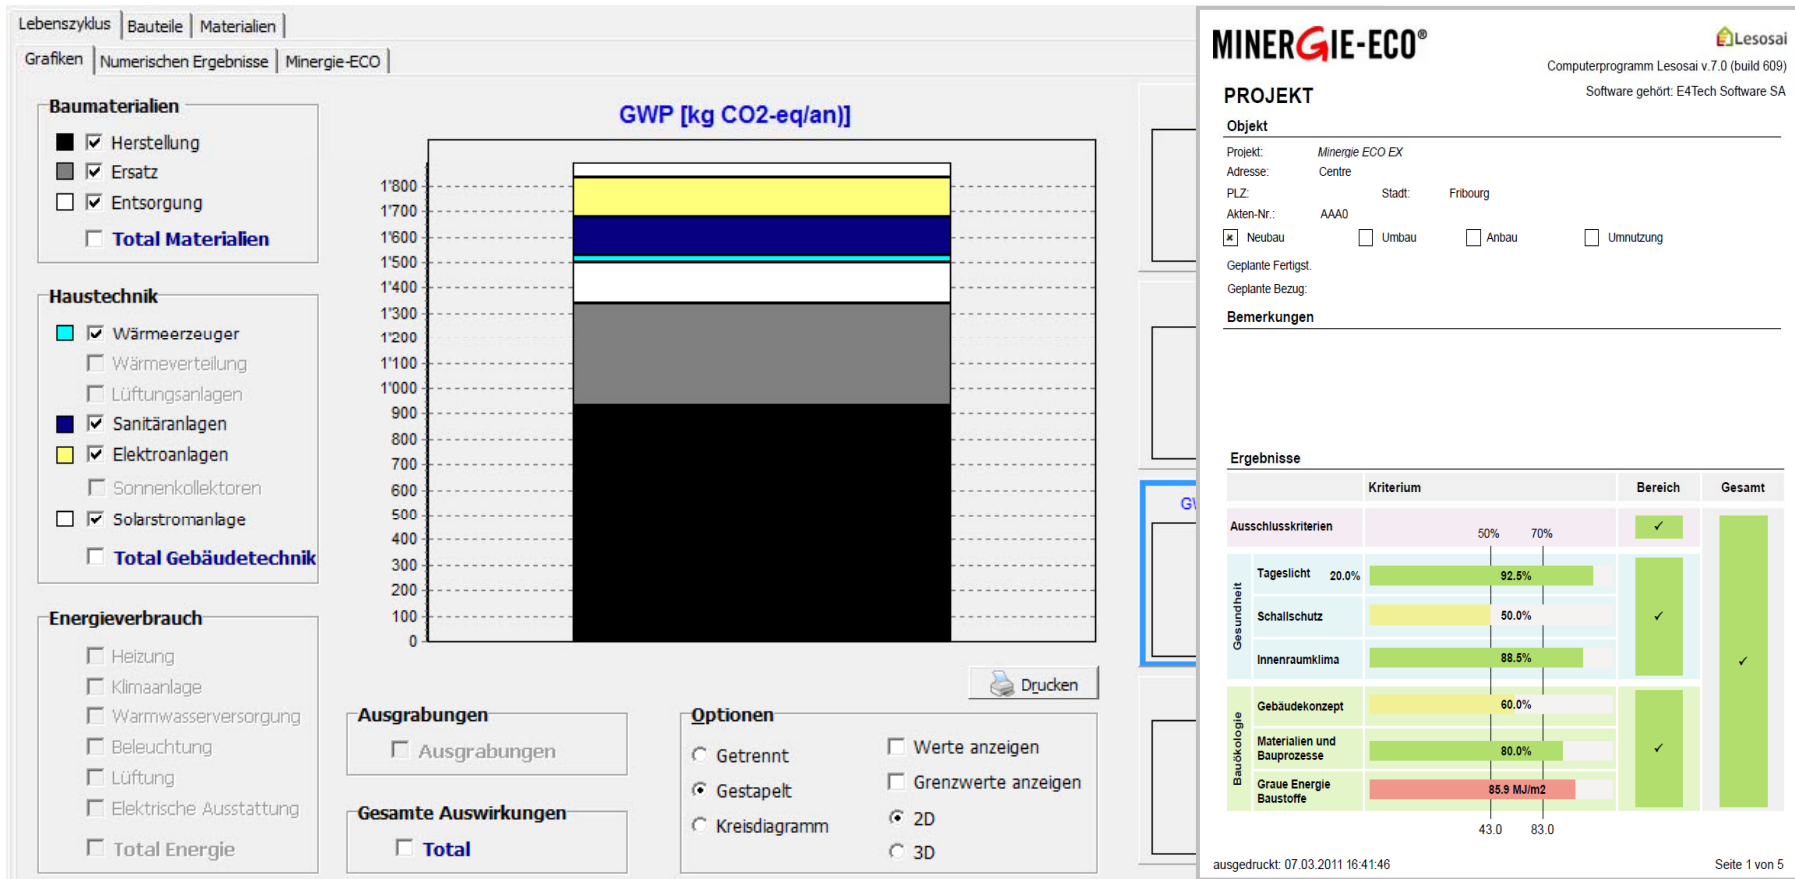 Lebenszyklus Bauteile Materialien
Grafiken Numerischen Ergebnisse Minergie-ECO
Baumaterialien
Herstellung
Ersatz
Entsorgung
Total Materialien
Haustechnik
Wärmeerzeuger
Wärmeverteilung
Lüftungsanlagen
Sanitäranlagen
Elektroanlagen
Sonnenkollektoren
Solarstromanlage
Total Gebäudetechnik
Energieverbrauch
Heizung
Klimaanlage
Warmwasserversorgung
Beleuchtung
Lüftung
Elektrische Ausstattung
Total Energie
GWP [kg CO2-eq/an)]
1'800
1'700
1'600
1'500
1'400
1'300
1'200
1'100
1'000
900
800
700
600
500
400
300
200
100
0
Drucken
Ausgrabungen
Ausgrabungen
Gesamte Auswirkungen
Total
Optionen
Getrennt
Gestapelt
Kreisdiagramm
Werte anzeigen
Grenzwerte anzeigen
2D
3D
MINERGIE-ECO®
Lesosai
Computerprogramm Lesosai v.7.0 (build 609)
Software gehört: E4Tech Software SA
PROJEKT
Objekt
Projekt: Minergie ECO EX
Adresse: Centre
PLZ: Stadt: Fribourg
Akten-Nr.: AAA0
Neubau Umbau Anbau Umnutzung
Geplante Fertigst.
Geplante Bezug:
Bemerkungen
Ergebnisse
Kriterium Bereich Gesamt
Ausschlusskriterien
50% 70%
Gesundheit
Tageslicht 20.0% 92.5%
Schallschutz 50.0%
Innenraumklima 88.5%
Bauökologie
Gebäudekonzept 60.0%
Materialien und
Bauprozesse 80.0%
Graue Energie
Baustoffe 85.9 MJ/m2
43.0 83.0
ausgedruckt: 07.03.2011 16:41:46 Seite 1 von 5